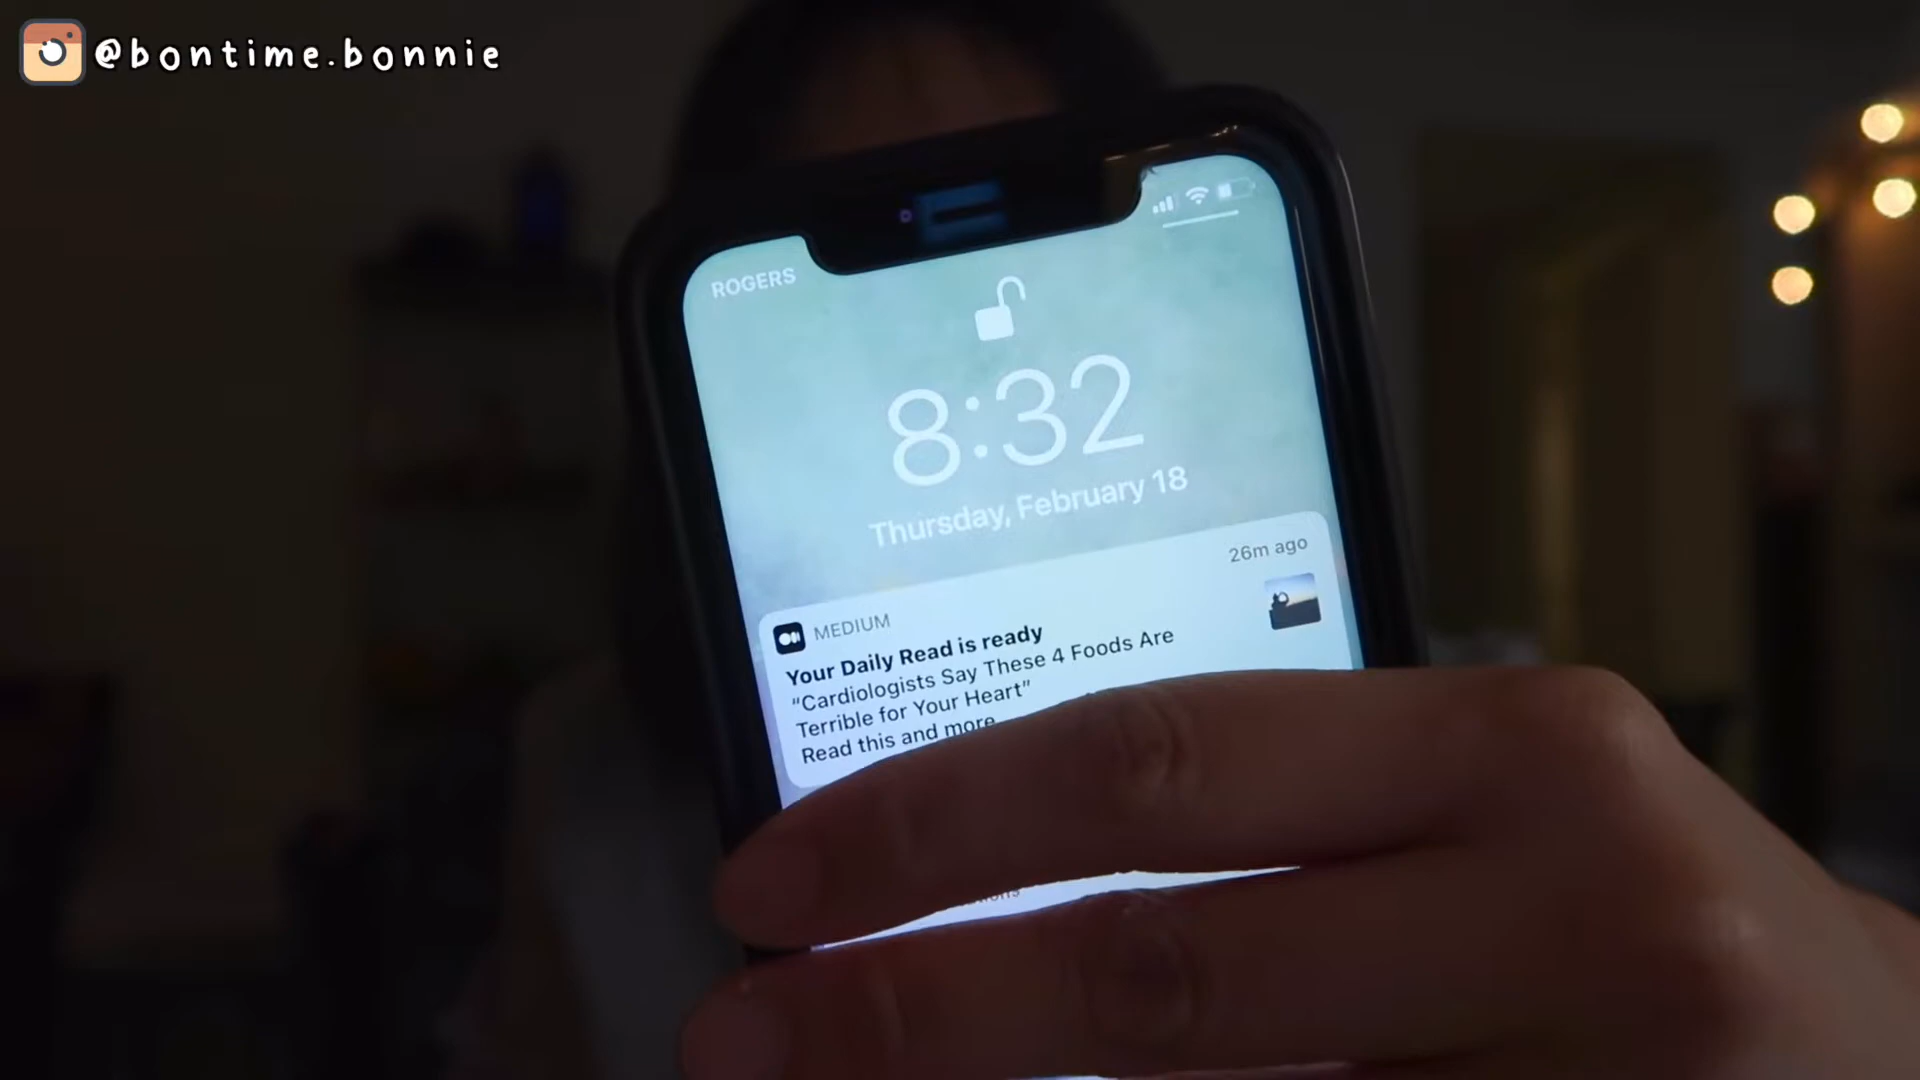 @bontime.bonnie
ROGERS
8:32
Thursday, February 18
26m ago
MEDIUM
Your Daily Read is ready
“Cardiologists Say These 4 Foods Are
Terrible for Your Heart”
Read this and more